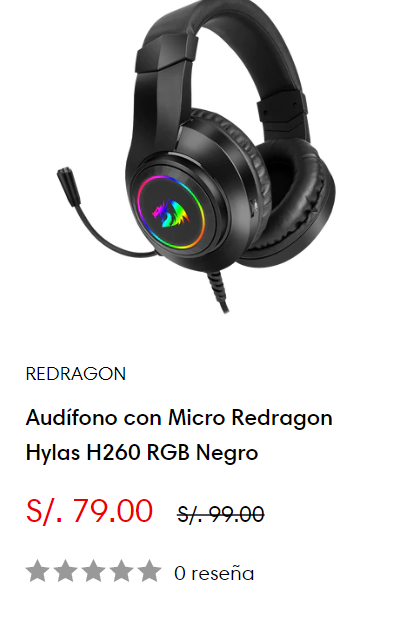 REDRAGON
Audífono con Micro Redragon
Hylas H260 RGB Negro
S/. 79.00 S/. 99.00
0 reseña